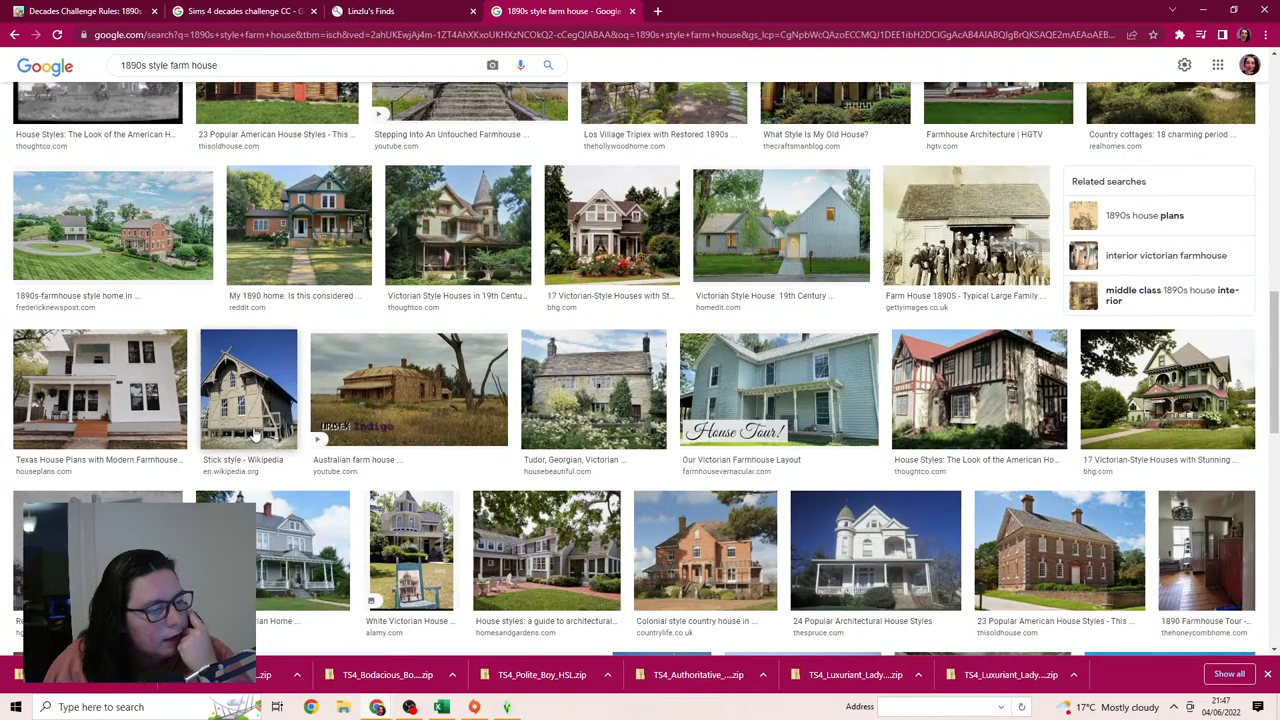 Decades Challenge Rules: 1890s
Sims 4 decades challenge CC - G
Linzlu's Finds
1890s style farm house - Google
google.com/search?q=1890s+style+farm+house&tbm=isch&ved=
1890s style farm house
House Styles: The Look of the American H...
23 Popular American House Styles - This ...
Stepping Into An Untouched Farmhouse ...
Los Village Triplex with Restored 1890s ...
What Style Is My Old House?
Farmhouse Architecture | HGTV
Country cottages: 18 charming period ...
thoughtco.com
thisoldhouse.com
youtube.com
thehollywoodhome.com
thecraftsmanblog.com
hgtv.com
realhomes.com
Related searches
1890s house plans
interior victorian farmhouse
middle class 1890s house inte-
rior
1890s-farmhouse style home in ...
My 1890 home. Is this considered ...
Victorian Style Houses in 19th Centu...
17 Victorian-Style Houses with St...
Victorian Style House: 19th Century ...
Farm House 1890S - Typical Large Family ...
fredericknewspost.com
reddit.com
thoughtco.com
bhg.com
homedit.com
gettyimages.co.uk
House Tour!
Texas House Plans with Modern Farmhouse...
Stick style - Wikipedia
Australian farm house ...
Tudor, Georgian, Victorian ...
Our Victorian Farmhouse Layout
House Styles: The Look of the American Ho...
17 Victorian-Style Houses with Stunning ...
houseplans.com
en.wikipedia.org
youtube.com
housebeautiful.com
farmhousevernacular.com
thoughtco.com
bhg.com
White Victorian House ...
House styles: a guide to architectural...
Colonial style country house in ...
24 Popular Architectural House Styles
23 Popular American House Styles - This ...
1890 Farmhouse Tour -...
alamy.com
homesandgardens.com
countrylife.co.uk
thespruce.com
thisoldhouse.com
thehoneycombhome.com
TS4_Bodacious_Bo....zip
TS4_Polite_Boy_HSL.zip
TS4_Authoritative_....zip
TS4_Luxuriant_Lady....zip
TS4_Luxuriant_Lady....zip
Show all
Type here to search
Address
17°C Mostly cloudy
21:47
04/06/2022